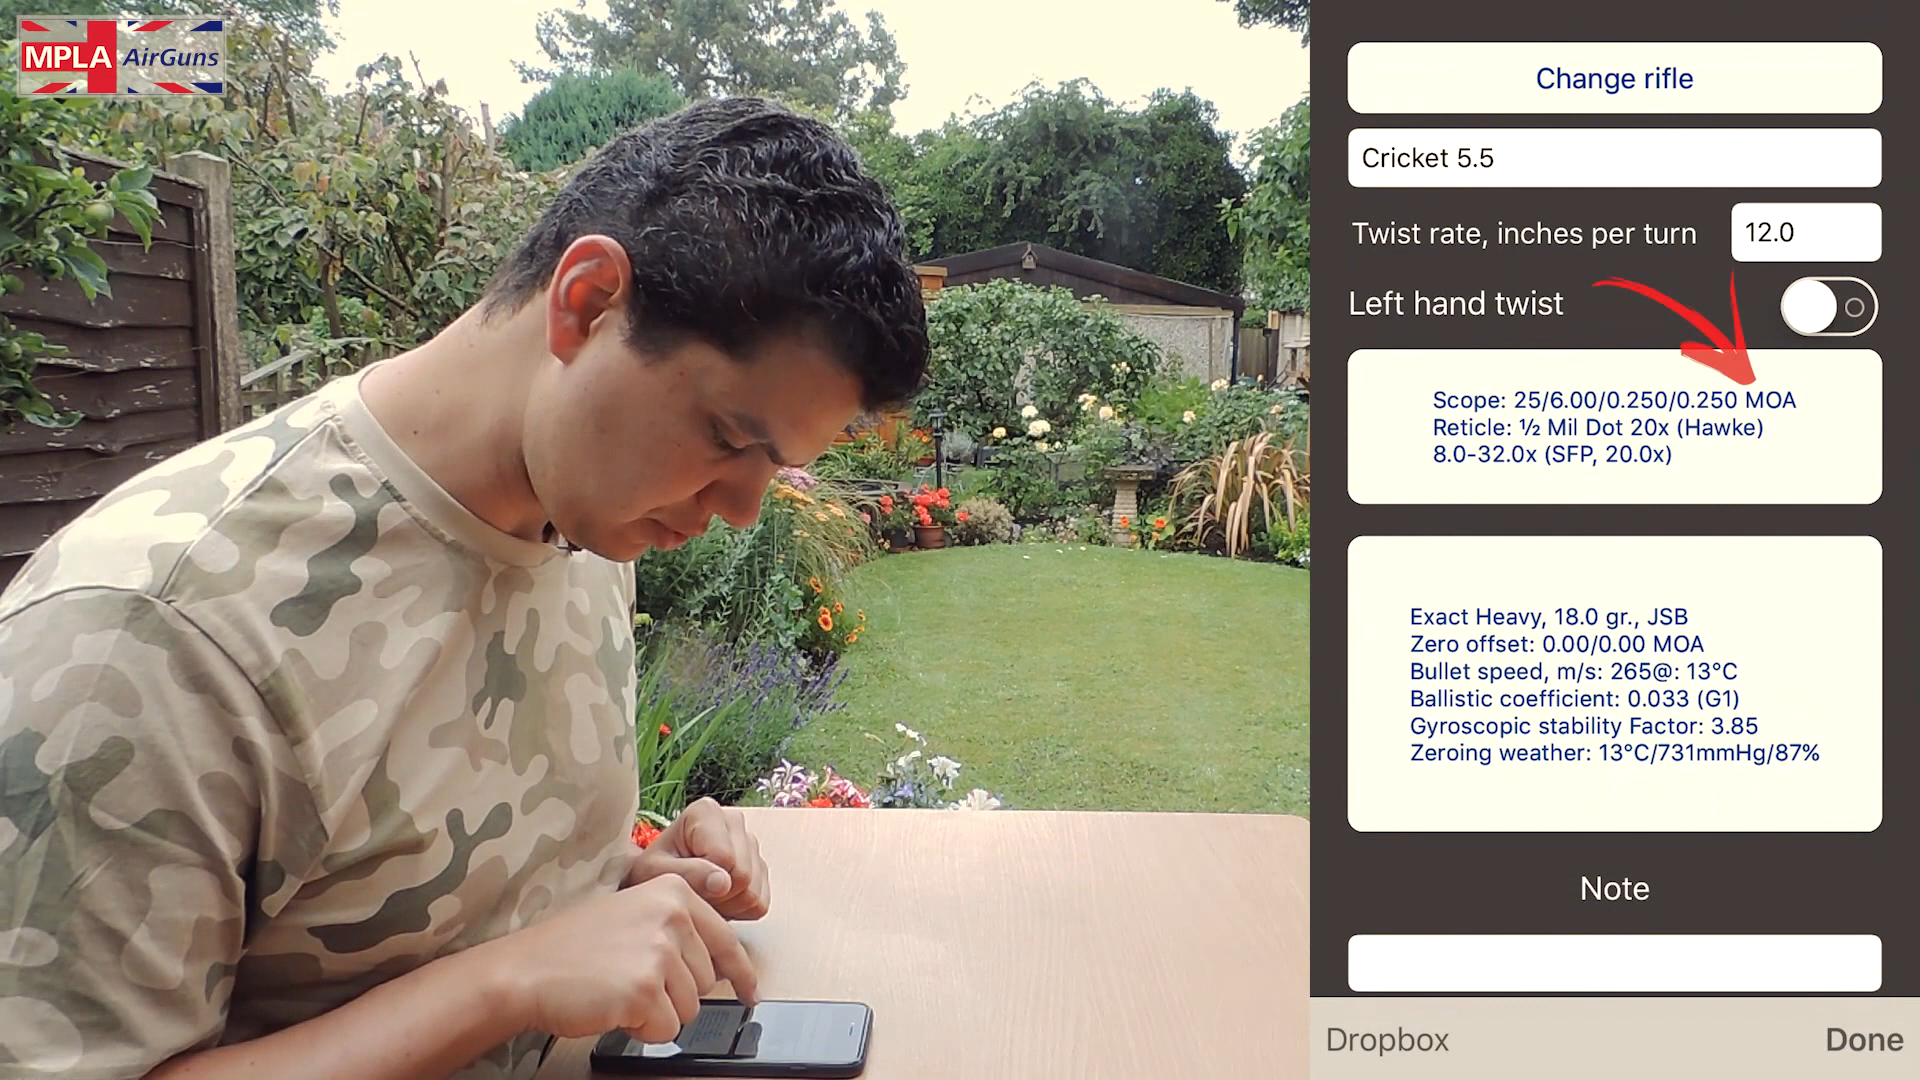 MPLA AirGuns
Change rifle
Cricket 5.5
Twist rate, inches per turn 12.0
Left hand twist
Scope: 25/6.00/0.250/0.250 MOA
Reticle: ½ Mil Dot 20x (Hawke)
8.0-32.0x (SFP, 20.0x)
Exact Heavy, 18.0 gr., JSB
Zero offset: 0.00/0.00 MOA
Bullet speed, m/s: 265@: 13°C
Ballistic coefficient: 0.033 (G1)
Gyroscopic stability Factor: 3.85
Zeroing weather: 13°C/731mmHg/87%
Note
Dropbox Done